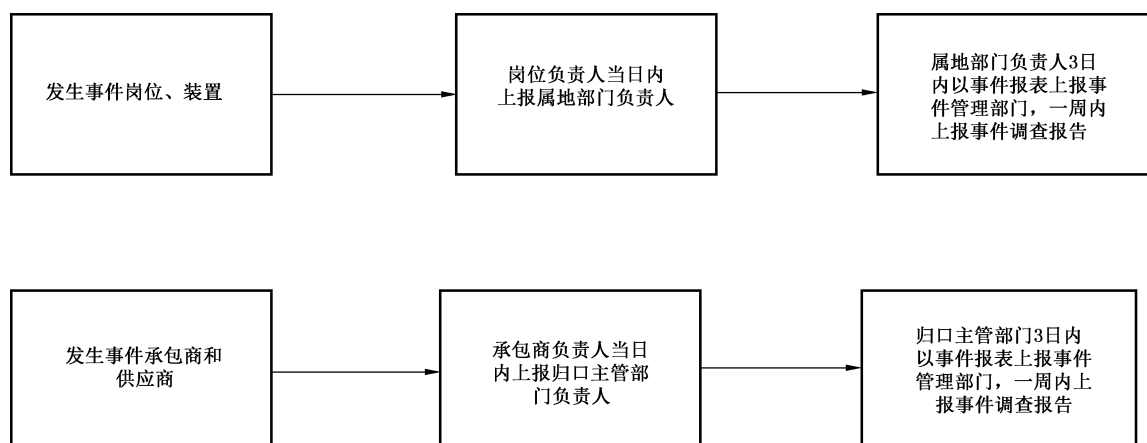 发生事件岗位、装置
岗位负责人当日内
上报属地部门负责人
属地部门负责人3日
内以事件报表上报事
件管理部门，一周内
上报事件调查报告
发生事件承包商和
供应商
承包商负责人当日
内上报归口主管部
门负责人
归口主管部门3日内
以事件报表上报事件
管理部门，一周内上
报事件调查报告